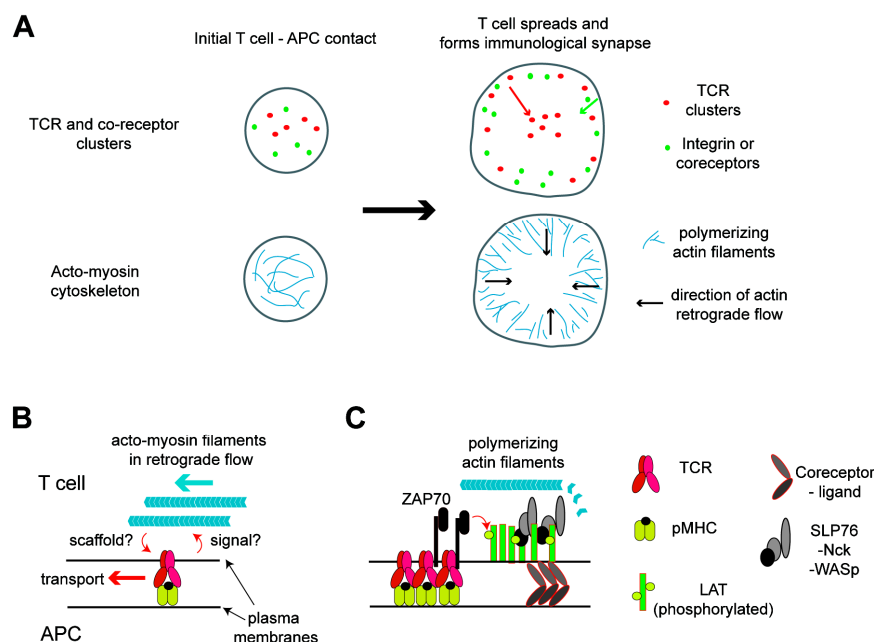 A
Initial T cell - APC contact
T cell spreads and
forms immunological synapse
TCR and co-receptor
clusters
TCR
clusters
Integrin or
coreceptors
Acto-myosin
cytoskeleton
polymerizing
actin filaments
direction of actin
retrograde flow
B
acto-myosin filaments
in retrograde flow
T cell
scaffold?
signal?
transport
plasma
membranes
APC
C
polymerizing
actin filaments
ZAP70
TCR
Coreceptor
- ligand
pMHC
SLP76
-Nck
-WASp
LAT
(phosphorylated)